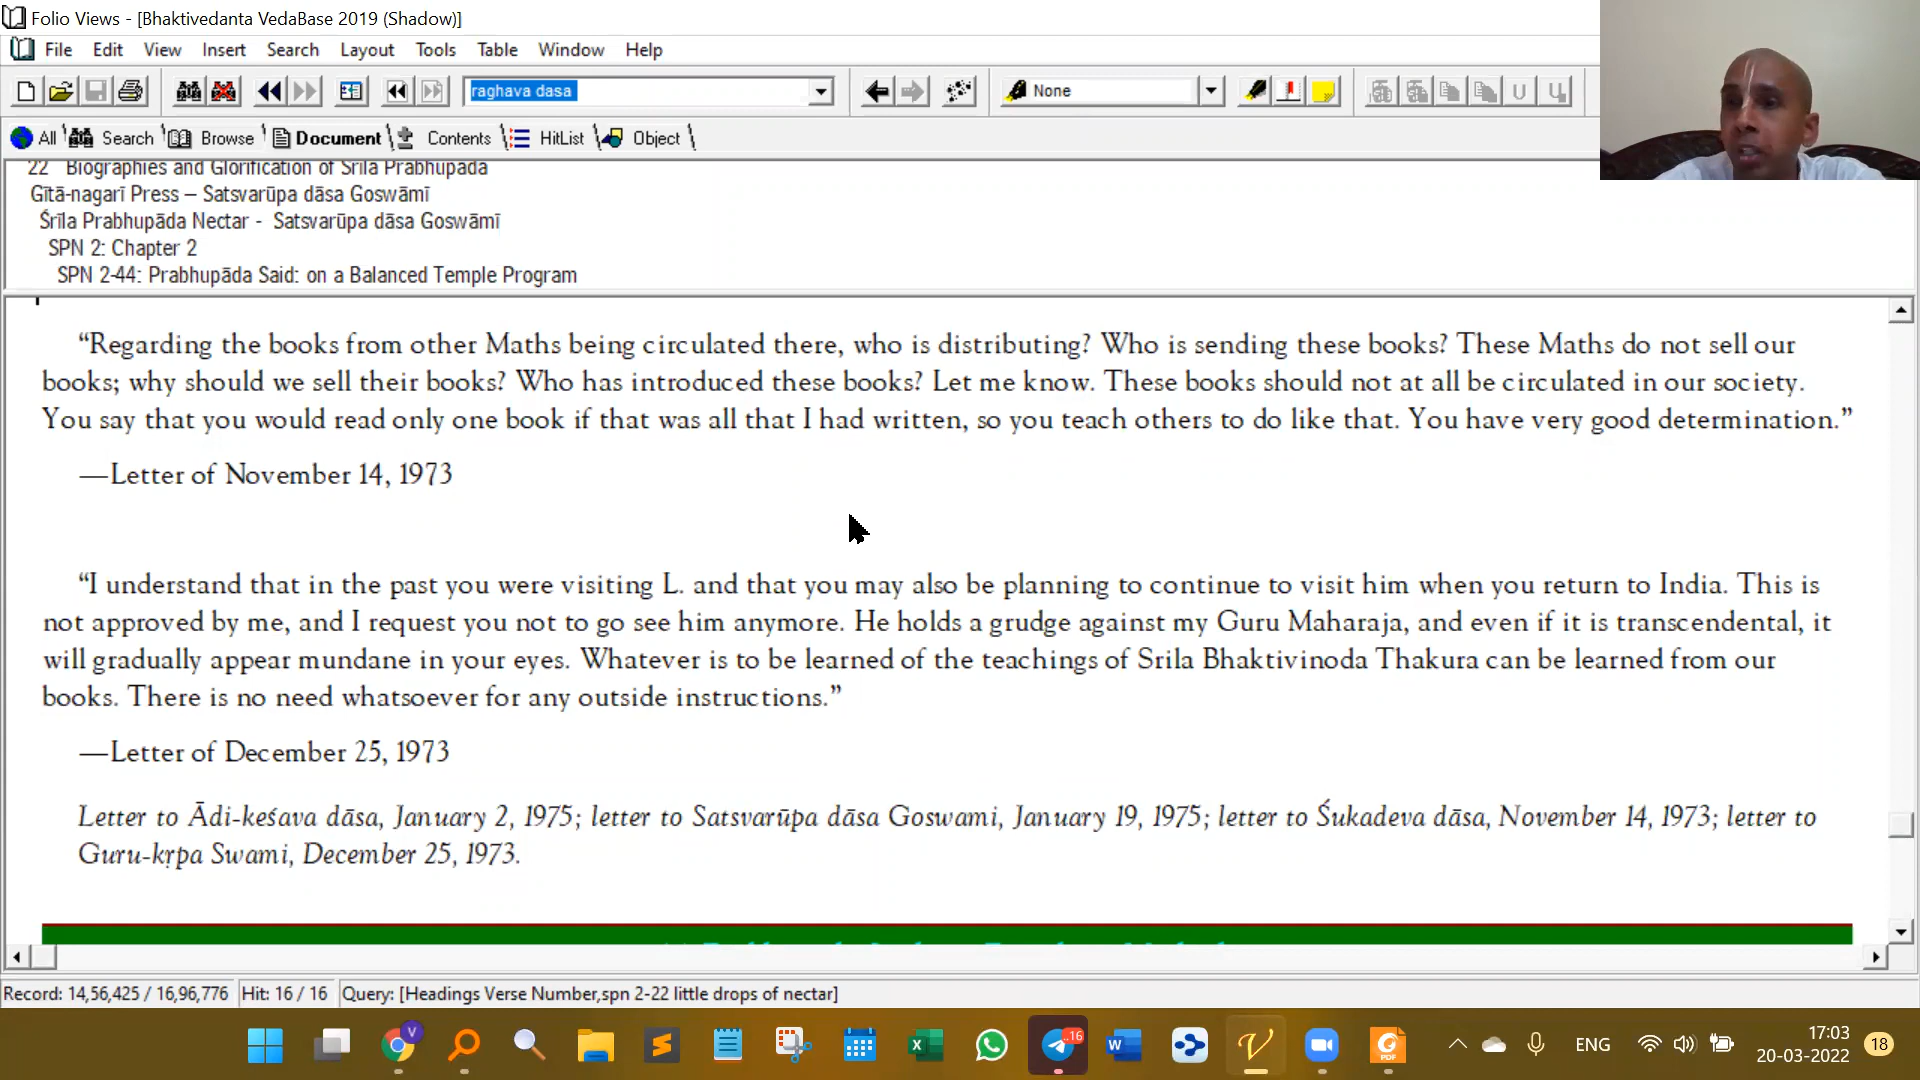 Folio Views - [Bhaktivedanta VedaBase 2019 (Shadow)]
File Edit View Insert Search Layout Tools Table Window Help
raghava dasa
None
All Search Browse Document Contents HitList Object
22 Biographies and Glorification of Śrīla Prabhupāda
Gītā-nagarī Press – Satsvarūpa dāsa Goswāmī
Śrīla Prabhupāda Nectar - Satsvarūpa dāsa Goswāmī
SPN 2: Chapter 2
SPN 2-44: Prabhupāda Said: on a Balanced Temple Program
“Regarding the books from other Maths being circulated there, who is distributing? Who is sending these books? These Maths do not sell our
books; why should we sell their books? Who has introduced these books? Let me know. These books should not at all be circulated in our society.
You say that you would read only one book if that was all that I had written, so you teach others to do like that. You have very good determination.”
—Letter of November 14, 1973
“I understand that in the past you were visiting L. and that you may also be planning to continue to visit him when you return to India. This is
not approved by me, and I request you not to go see him anymore. He holds a grudge against my Guru Maharaja, and even if it is transcendental, it
will gradually appear mundane in your eyes. Whatever is to be learned of the teachings of Srila Bhaktivinoda Thakura can be learned from our
books. There is no need whatsoever for any outside instructions.”
—Letter of December 25, 1973
Letter to Ādi-keśava dāsa, January 2, 1975; letter to Satsvarūpa dāsa Goswami, January 19, 1975; letter to Śukadeva dāsa, November 14, 1973; letter to
Guru-kṛpa Swami, December 25, 1973.
Record: 14,56,425 / 16,96,776 Hit: 16 / 16 Query: [Headings Verse Number,spn 2-22 little drops of nectar]
V
..16
PDF
ENG
17:03
20-03-2022
18